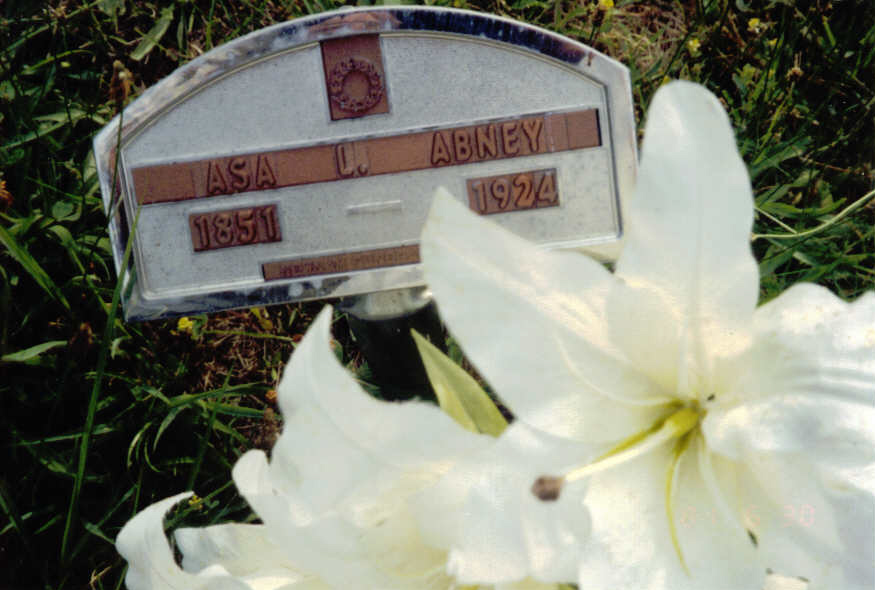 ASA L. ABNEY
1851 — 1924